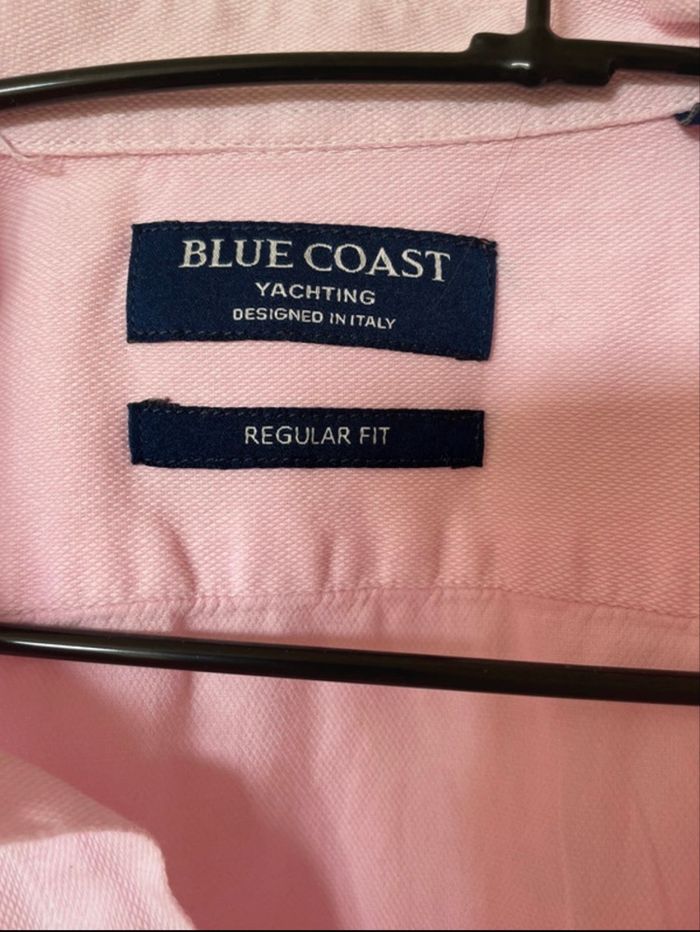 BLUE COAST
YACHTING
DESIGNED IN ITALY
REGULAR FIT